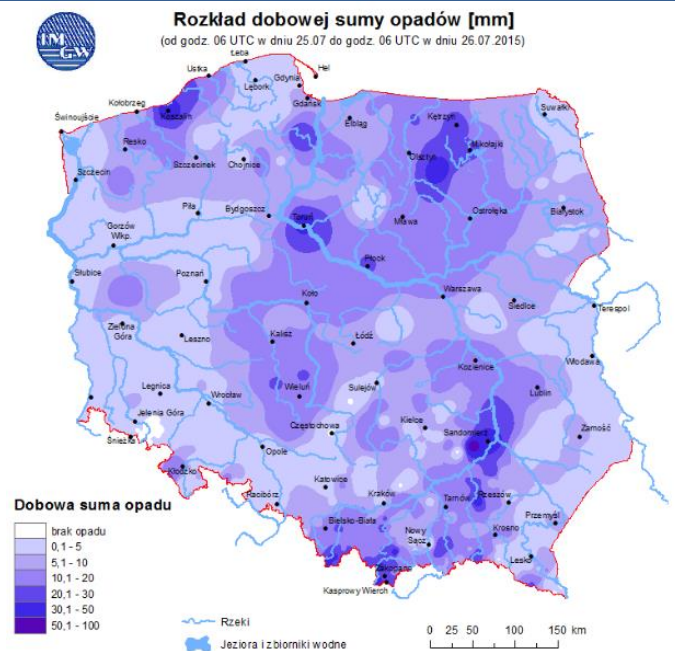 Rozkład dobowej sumy opadów [mm]
(od godz. 06 UTC w dniu 25.07 do godz. 06 UTC w dniu 26.07.2015)
IM
GW
Łeba
Hel
Ustka
Lębork
Gdynia
Gdańsk
Kołobrzeg
Koszalin
Suwałki
Świnoujście
Elbląg
Kętrzyn
Resko
Mikołajki
Olsztyn
Szczecin
Szczecinek
Chojnice
Piła
Bydgoszcz
Toruń
Mława
Ostrołęka
Białystok
Gorzów
Wlkp.
Płock
Słubice
Poznań
Koło
Warszawa
Siedlce
Terespol
Zielona
Góra
Leszno
Kalisz
Łódź
Kozienice
Włodawa
Legnica
Wrocław
Wieluń
Sulejów
Lublin
Jelenia Góra
Śnieżka
Częstochowa
Kielce
Sandomierz
Zamość
Opole
Kłodzko
Katowice
Racibórz
Kraków
Tarnów
Rzeszów
Przemyśl
Bielsko-Biała
Nowy
Sącz
Krosno
Lesko
Zakopane
Kasprowy Wierch
Dobowa suma opadu
brak opadu
0,1 - 5
5,1 - 10
10,1 - 20
20,1 - 30
30,1 - 50
50,1 - 100
Rzeki
Jeziora i zbiorniki wodne
0 25 50 100 150 km